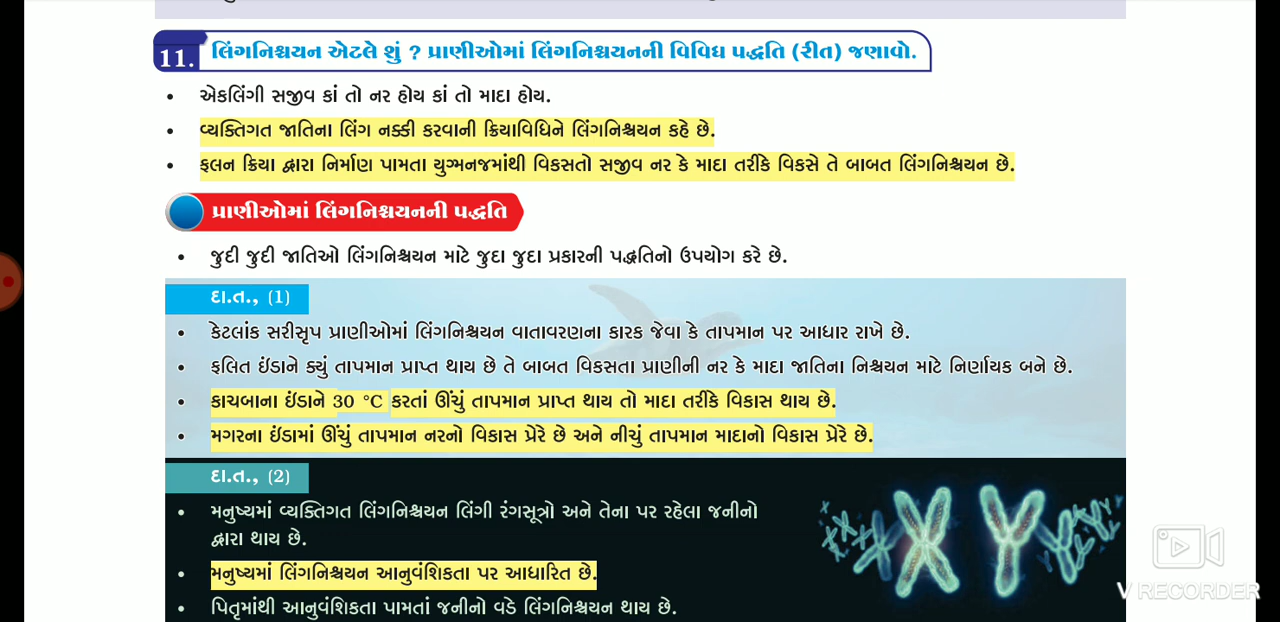 11. લિંગનિશ્ચયન એટલે શું ? પ્રાણીઓમાં લિંગનિશ્ચયનની વિવિધ પદ્ધતિ (રીત) જણાવો.
• એકલિંગી સજીવ કાં તો નર હોય કાં તો માદા હોય.
• વ્યક્તિગત જાતિના લિંગ નક્કી કરવાની ક્રિયાવિધિને લિંગનિશ્ચયન કહે છે.
• ફલન ક્રિયા દ્વારા નિર્માણ પામતા યુગ્મનજમાંથી વિકસતો સજીવ નર કે માદા તરીકે વિકસે તે બાબત લિંગનિશ્ચયન છે.
પ્રાણીઓમાં લિંગનિશ્ચયનની પદ્ધતિ
• જુદી જુદી જાતિઓ લિંગનિશ્ચયન માટે જુદા જુદા પ્રકારની પદ્ધતિનો ઉપયોગ કરે છે.
દા.ત., (1)
• કેટલાંક સરીસૃપ પ્રાણીઓમાં લિંગનિશ્ચયન વાતાવરણના કારક જેવા કે તાપમાન પર આધાર રાખે છે.
• ફલિત ઇંડાને ક્યું તાપમાન પ્રાપ્ત થાય છે તે બાબત વિકસતા પ્રાણીની નર કે માદા જાતિના નિશ્ચયન માટે નિર્ણાયક બને છે.
• કાચબાના ઇંડાને 30 °C કરતાં ઊંચું તાપમાન પ્રાપ્ત થાય તો માદા તરીકે વિકાસ થાય છે.
• મગરના ઇંડામાં ઊંચું તાપમાન નરનો વિકાસ પ્રેરે છે અને નીચું તાપમાન માદાનો વિકાસ પ્રેરે છે.
દા.ત., (2)
• મનુષ્યમાં વ્યક્તિગત લિંગનિશ્ચયન લિંગી રંગસૂત્રો અને તેના પર રહેલા જનીનો
દ્વારા થાય છે.
• મનુષ્યમાં લિંગનિશ્ચયન આનુવંશિકતા પર આધારિત છે.
• પિતૃમાંથી આનુવંશિકતા પામતાં જનીનો વડે લિંગનિશ્ચયન થાય છે.
V RECORDER